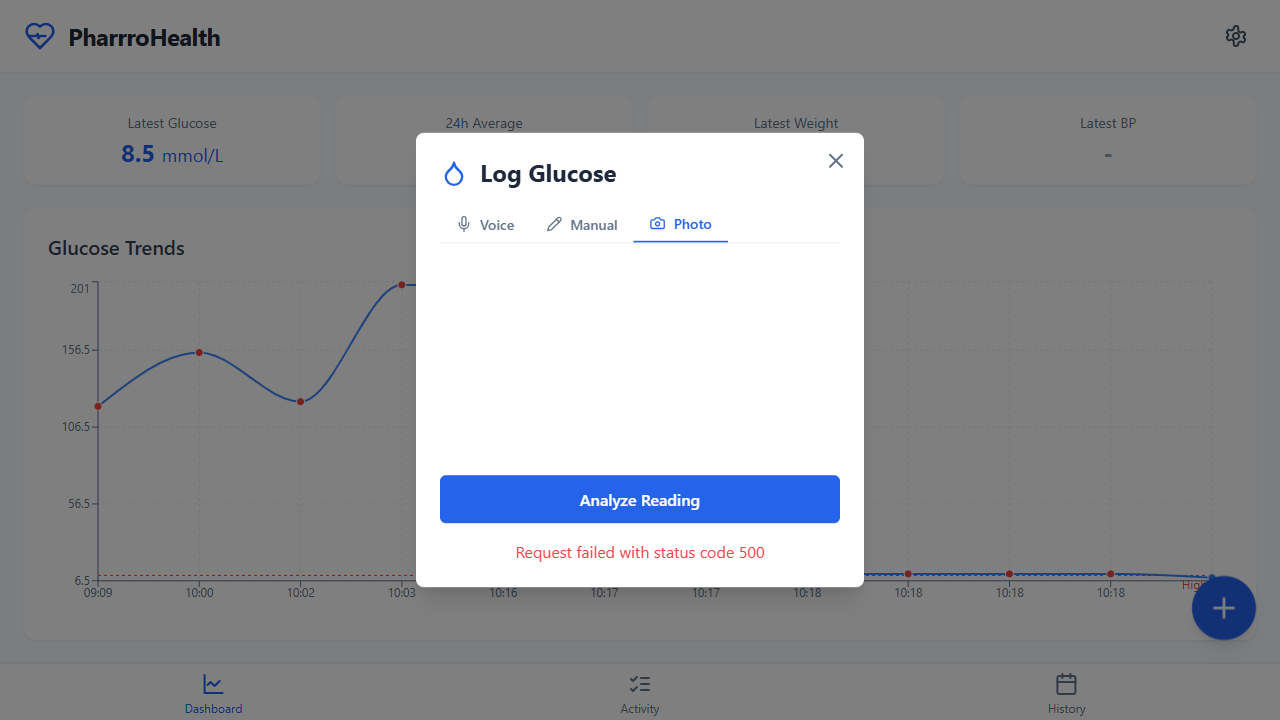 PharrroHealth
Latest Glucose
8.5 mmol/L
24h Average
Latest Weight
Latest BP
-
Glucose Trends
201
156.5
106.5
56.5
6.5
09:09
10:00
10:02
10:03
10:16
10:17
10:17
10:18
10:18
10:18
10:18
Log Glucose
Voice
Manual
Photo
Analyze Reading
Request failed with status code 500
Dashboard
Activity
History